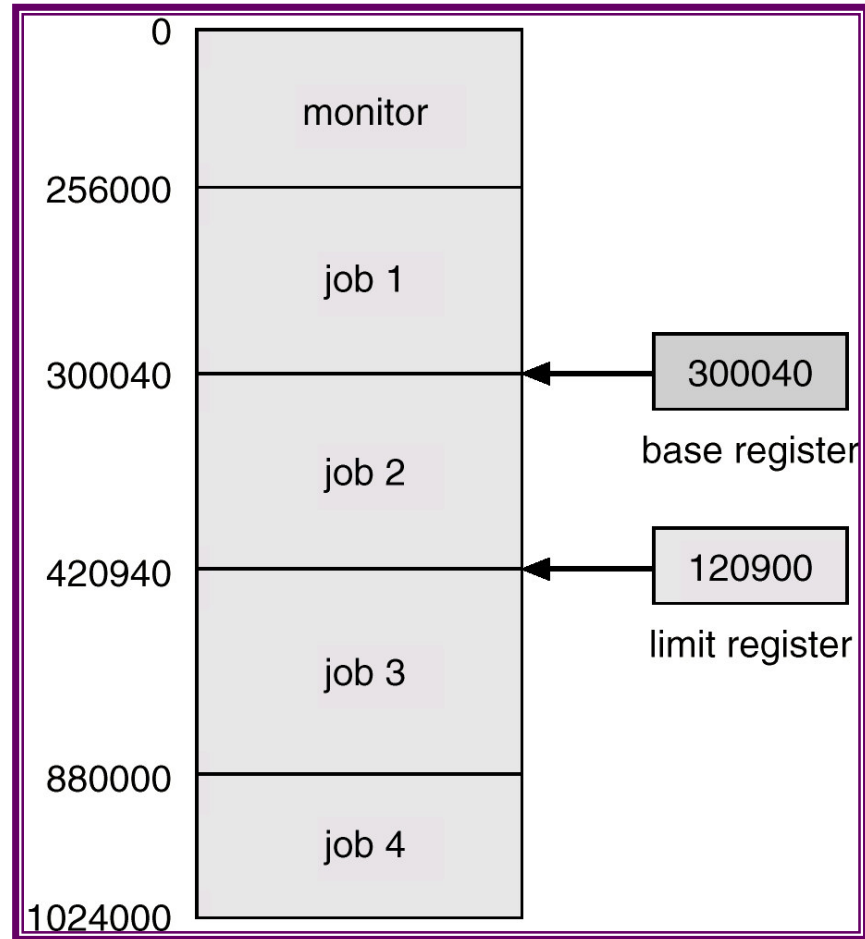 0
monitor
256000
job 1
300040
300040
base register
job 2
420940
120900
limit register
job 3
880000
job 4
1024000